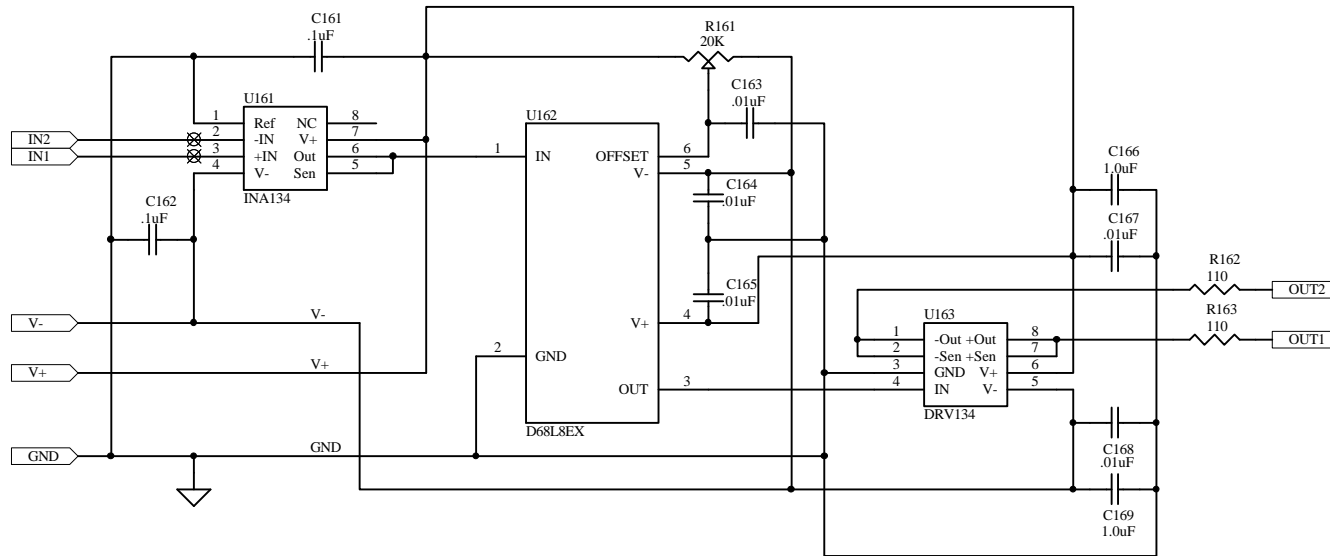 C161
.1uF
R161
20K
C163
.01uF
U161
1 Ref NC 8
2 -IN V+ 7
3 +IN Out 6
4 V- Sen 5
INA134
IN2
IN1
U162
1 IN
OFFSET 6
V- 5
C164
.01uF
C166
1.0uF
C162
.1uF
C167
.01uF
C165
.01uF
R162
110
OUT2
R163
110
OUT1
V- V-
V+ 4
2 GND
V+ V+
OUT 3
D68L8EX
U163
1 -Out +Out 8
2 -Sen +Sen 7
3 GND V+ 6
4 IN V- 5
DRV134
GND GND
C168
.01uF
C169
1.0uF